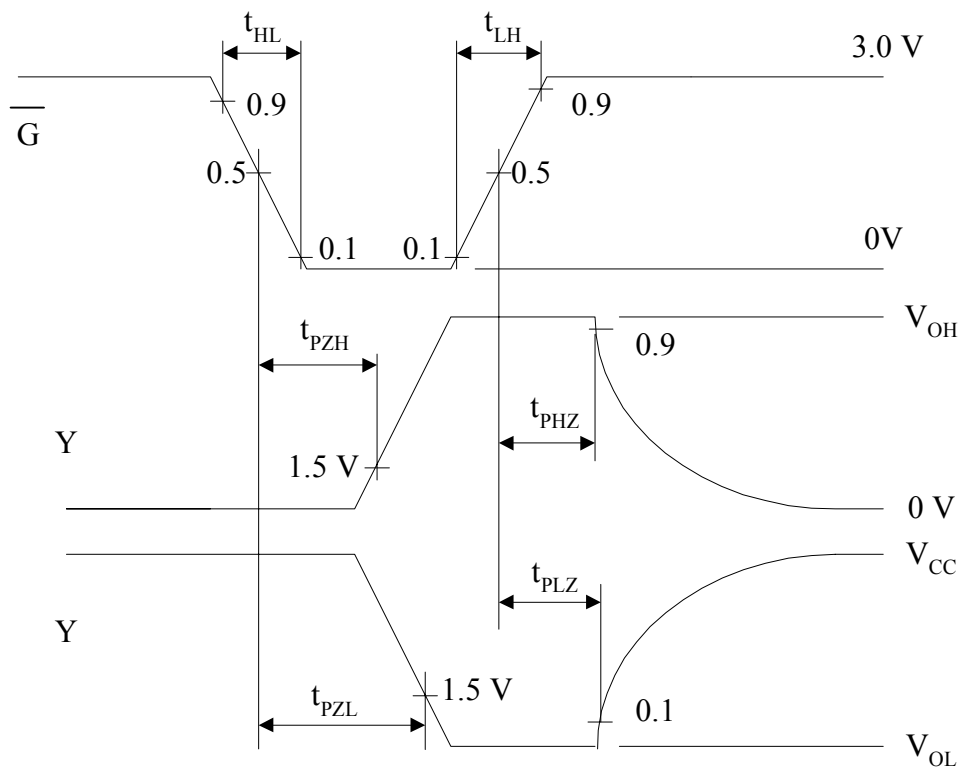 t_HL t_LH 3.0 V
G̅ 0.9 0.9
0.5 0.5
0.1 0.1 0V
V_OH
t_PZH 0.9
t_PHZ
Y 1.5 V
0 V
V_CC
t_PLZ
Y
1.5 V
t_PZL 0.1
V_OL